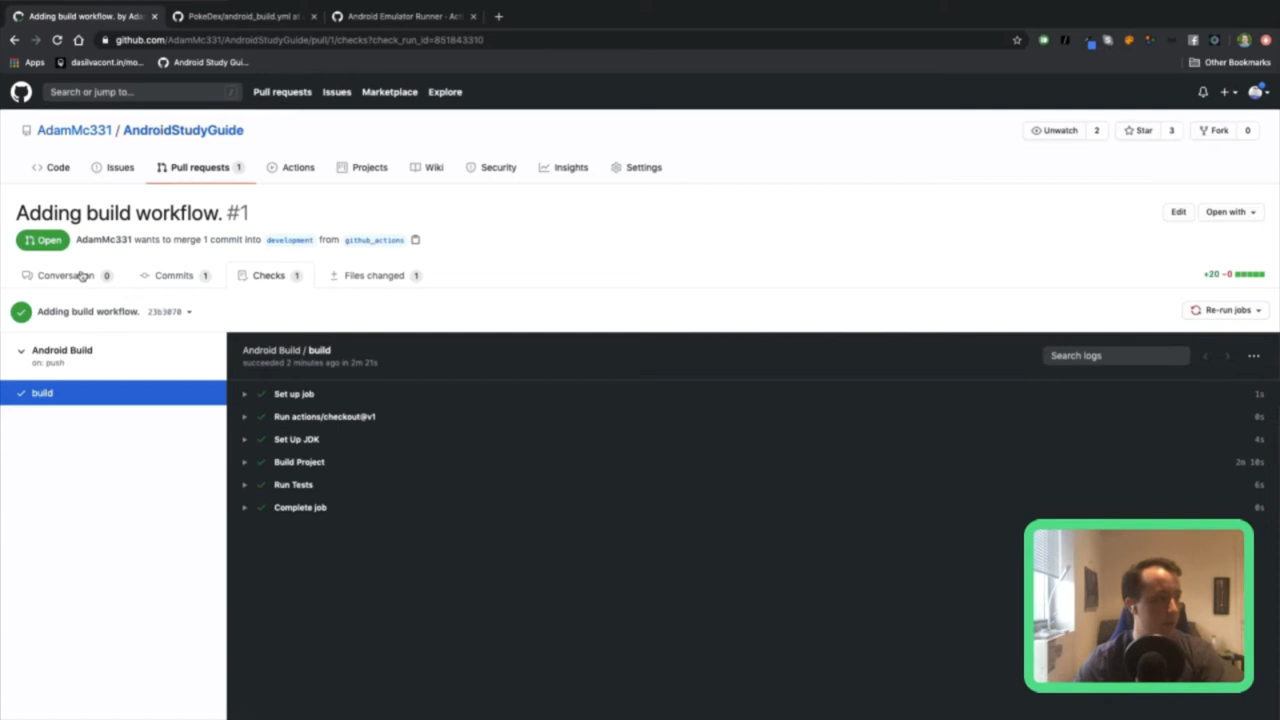 Adding build workflow. by Ada
PokeDex/android_build.yml at
Android Emulator Runner - Act
github.com/AdamMc331/AndroidStudyGuide/pull/1/checks?check_run_id=851843310
Apps
dasilvacont.in/mo...
Android Study Gui...
Other Bookmarks
Search or jump to...
/
Pull requests
Issues
Marketplace
Explore
AdamMc331 / AndroidStudyGuide
Unwatch 2
Star 3
Fork 0
Code
Issues
Pull requests 1
Actions
Projects
Wiki
Security
Insights
Settings
Adding build workflow. #1
Edit
Open with
Open
AdamMc331 wants to merge 1 commit into development from github_actions
Conversation 0
Commits 1
Checks 1
Files changed 1
+20 -0
Adding build workflow. 23b3070
Re-run jobs
Android Build
on: push
build
Android Build / build
succeeded 2 minutes ago in 2m 21s
Search logs
Set up job 1s
Run actions/checkout@v1 0s
Set Up JDK 4s
Build Project 2m 10s
Run Tests 6s
Complete job 0s